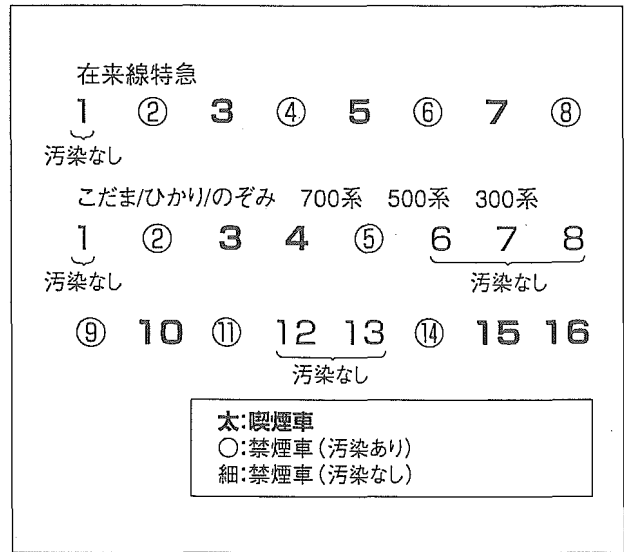 在来線特急
1 ② 3 ④ 5 ⑥ 7 ⑧
汚染なし
こだま/ひかり/のぞみ 700系 500系 300系
1 ② 3 4 ⑤ 6 7 8
汚染なし 汚染なし
⑨ 10 ⑪ 12 13 ⑭ 15 16
汚染なし
太:喫煙車
○:禁煙車(汚染あり)
細:禁煙車(汚染なし)